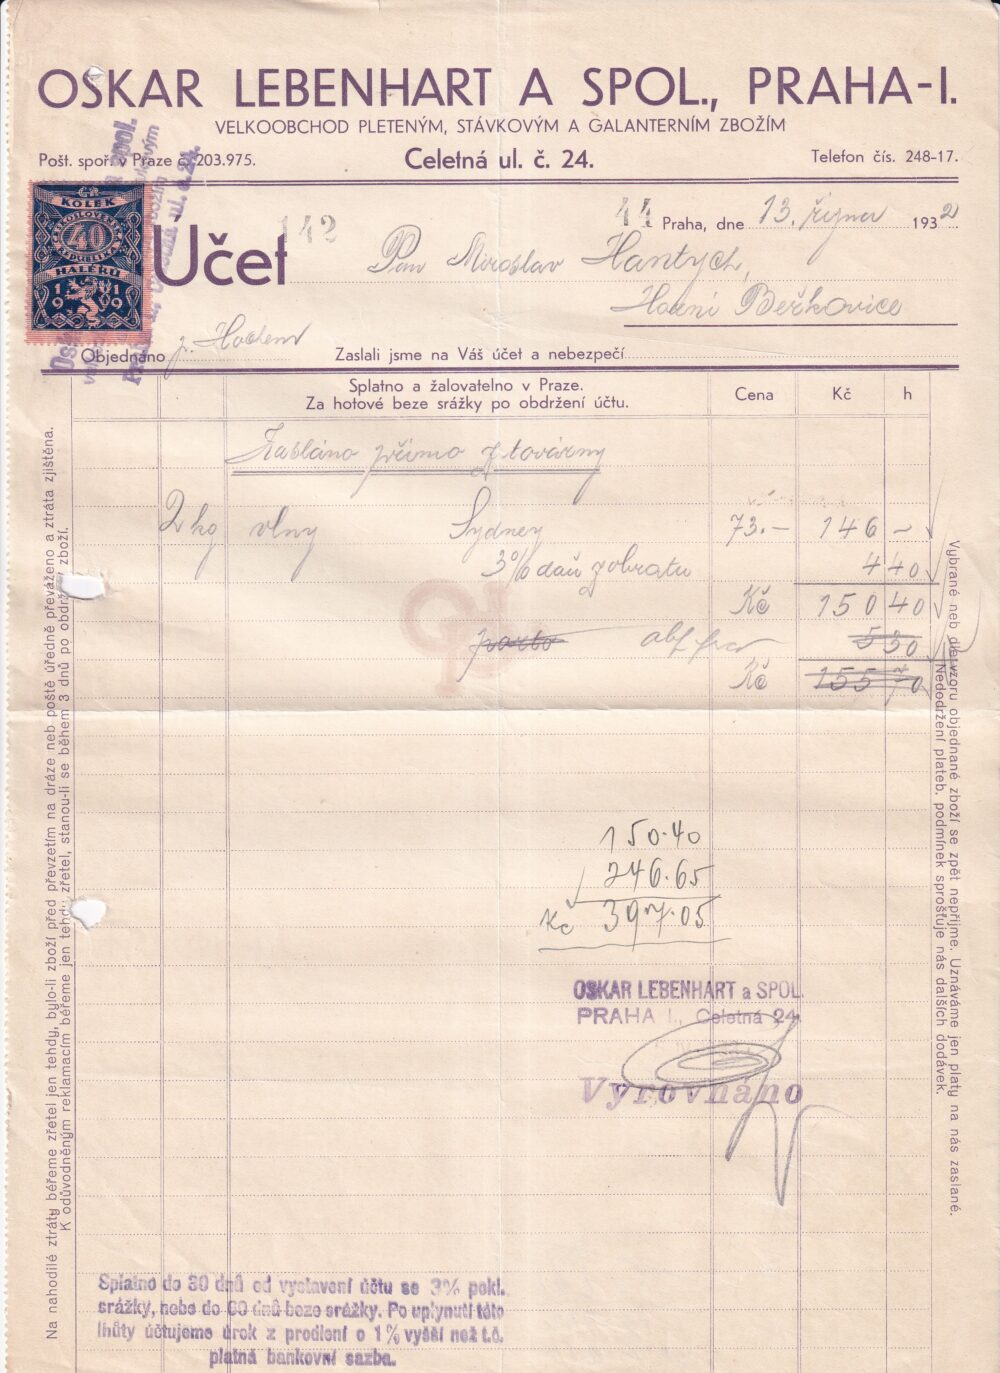 OSKAR LEBENHART A SPOL., PRAHA-I.
VELKOOBCHOD PLETENÝM, STÁVKOVÝM A GALANTERNÍM ZBOŽÍM
Pošt. spoř. v Praze č. 203.975.
Celetná ul. č. 24.
Telefon čís. 248-17.
KOLEK
40
HALÉŘŮ
1919
142
44
Praha, dne 13. října 1932
Účet
Pan Miroslav Hantych,
Horní Beřkovice
Objednáno
Zaslali jsme na Váš účet a nebezpečí
Splatno a žalovatelno v Praze.
Za hotové beze srážky po obdržení účtu.
Cena Kč h
Zasláno přímo z továrny
2 kg vlny Sydney 73.– 146 –
3% daň z obratu 4 40
Kč 150 40
porto 5 30
Kč 155 70
150.40
246.65
Kč 397.05
OSKAR LEBENHART a SPOL.
PRAHA I., Celetná 24.
Vyrovnáno
Splatno do 30 dnů od vystavení účtu se 3% pokl.
srážky, nebo do 60 dnů beze srážky. Po uplynutí této
lhůty účtujeme úrok z prodlení o 1% vyšší než t.č.
platná bankovní sazba.
Na nahodilé ztráty béřeme zřetel jen tehdy, bylo-li zboží před převzetím na dráze neb poště úředně převáženo a ztráta zjištěna.
K odůvodněným reklamacím béřeme jen tehdy zřetel, stanou-li se během 3 dnů po obdržení zboží.
Vybrané neb dle vzoru objednané zboží se zpět nepřijme. Uznáváme jen platy na nás zaslané.
Nedodržení plateb. podmínek sprošťuje nás dalších dodávek.